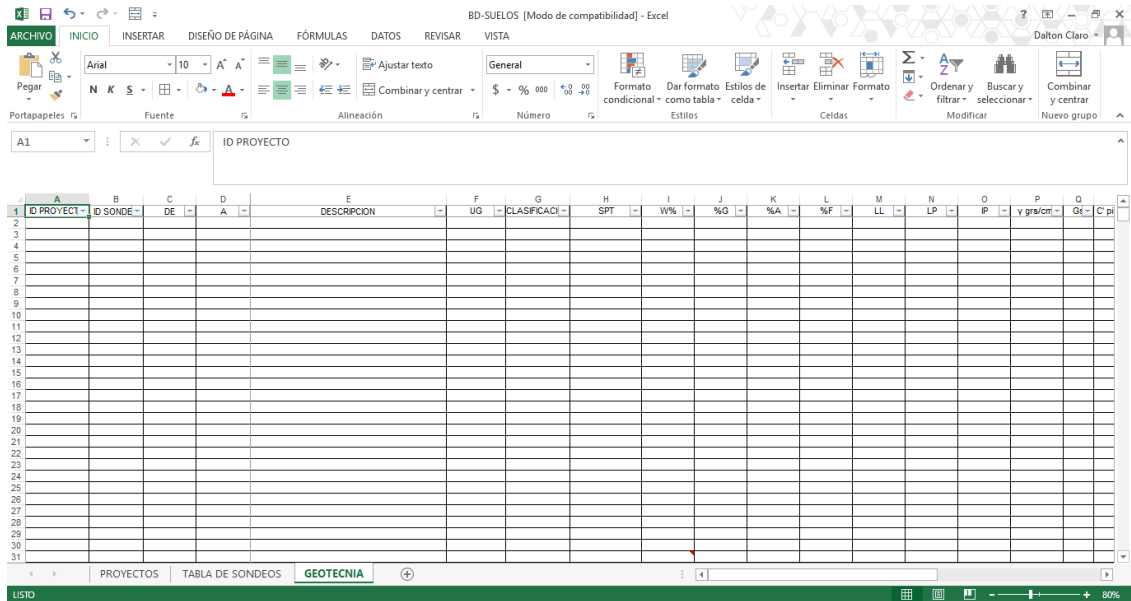 BD-SUELOS [Modo de compatibilidad] - Excel
ARCHIVO INICIO INSERTAR DISEÑO DE PÁGINA FÓRMULAS DATOS REVISAR VISTA Dalton Claro
Pegar
Portapapeles
Arial 10
N K S
Fuente
Ajustar texto
Combinar y centrar
Alineación
General
$ % 000
Número
Formato condicional
Dar formato como tabla
Estilos de celda
Estilos
Insertar Eliminar Formato
Celdas
Ordenar y filtrar
Buscar y seleccionar
Modificar
Combinar y centrar
Nuevo grupo
A1 fx ID PROYECTO
A B C D E F G H I J K L M N O P Q
1 ID PROYECT ID SONDE DE A DESCRIPCION UG CLASIFICACI SPT W% %G %A %F LL LP IP γ grs/cm Gs C' pi
2
3
4
5
6
7
8
9
10
11
12
13
14
15
16
17
18
19
20
21
22
23
24
25
26
27
28
29
30
31
PROYECTOS TABLA DE SONDEOS GEOTECNIA
LISTO 80%